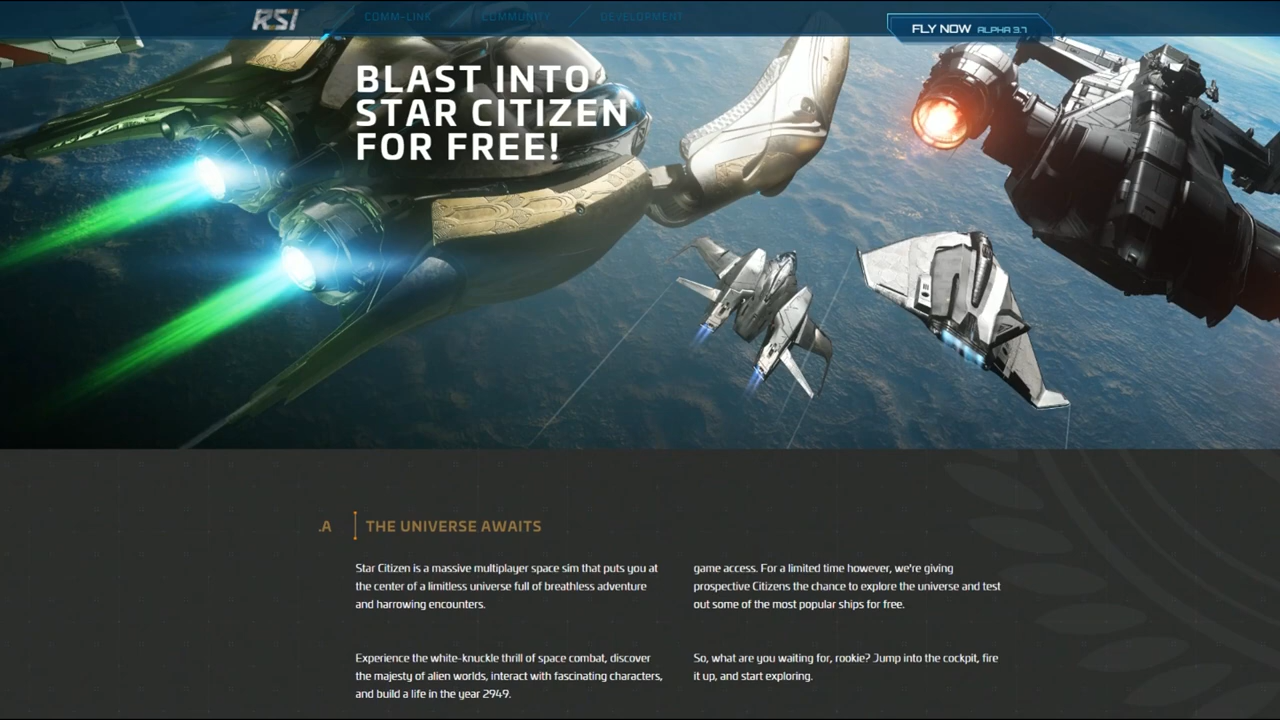 RSI
COMM-LINK
COMMUNITY
DEVELOPMENT
FLY NOW ALPHA 3.7
BLAST INTO
STAR CITIZEN
FOR FREE!
.A
THE UNIVERSE AWAITS
Star Citizen is a massive multiplayer space sim that puts you at
the center of a limitless universe full of breathless adventure
and harrowing encounters.
Experience the white-knuckle thrill of space combat, discover
the majesty of alien worlds, interact with fascinating characters,
and build a life in the year 2949.
game access. For a limited time however, we're giving
prospective Citizens the chance to explore the universe and test
out some of the most popular ships for free.
So, what are you waiting for, rookie? Jump into the cockpit, fire
it up, and start exploring.